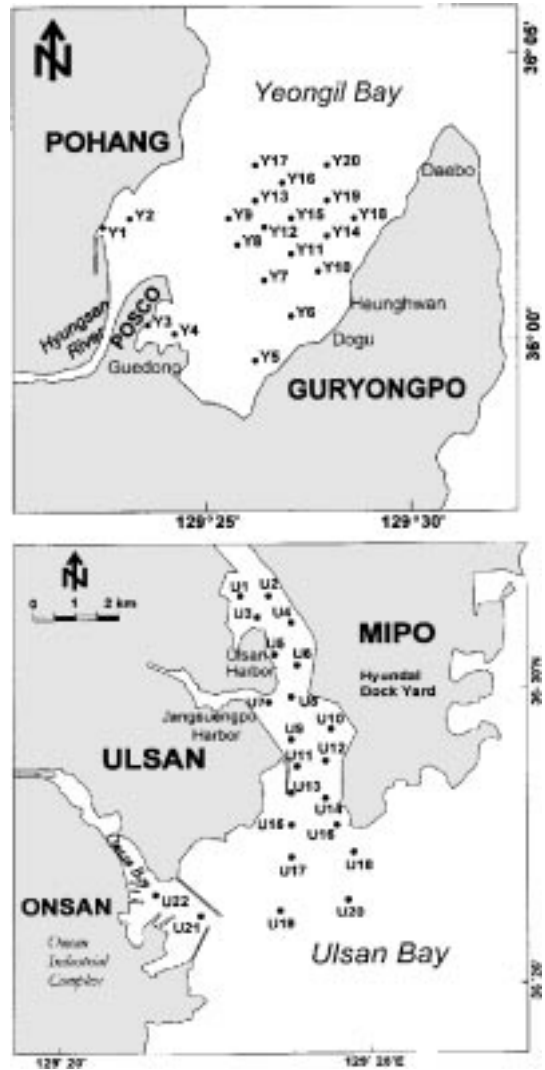 N
Yeongil Bay
36°05'
POHANG
Daebo
Y17
Y20
Y16
Y13
Y19
Y2
Y9
Y15
Y18
Y1
Y12
Y14
Y8
Y11
Y10
Y7
Hyungsan
River
POSCO
Heunghwan
Y3
Y6
Y4
Dogu
36°00'
Guedong
Y5
GURYONGPO
129°25'
129°30'
N
0 1 2 km
U1
U2
U3
U4
MIPO
U5
Ulsan
Harbor
U6
Hyundai
Dock Yard
U7
U8
Jangsuengpo
Harbor
U10
U9
ULSAN
U12
U11
U13
U14
U15
U16
Onsan Bay
U17
U18
ONSAN
U22
U20
U21
U19
Onsan
Industrial
Complex
Ulsan Bay
129°20'